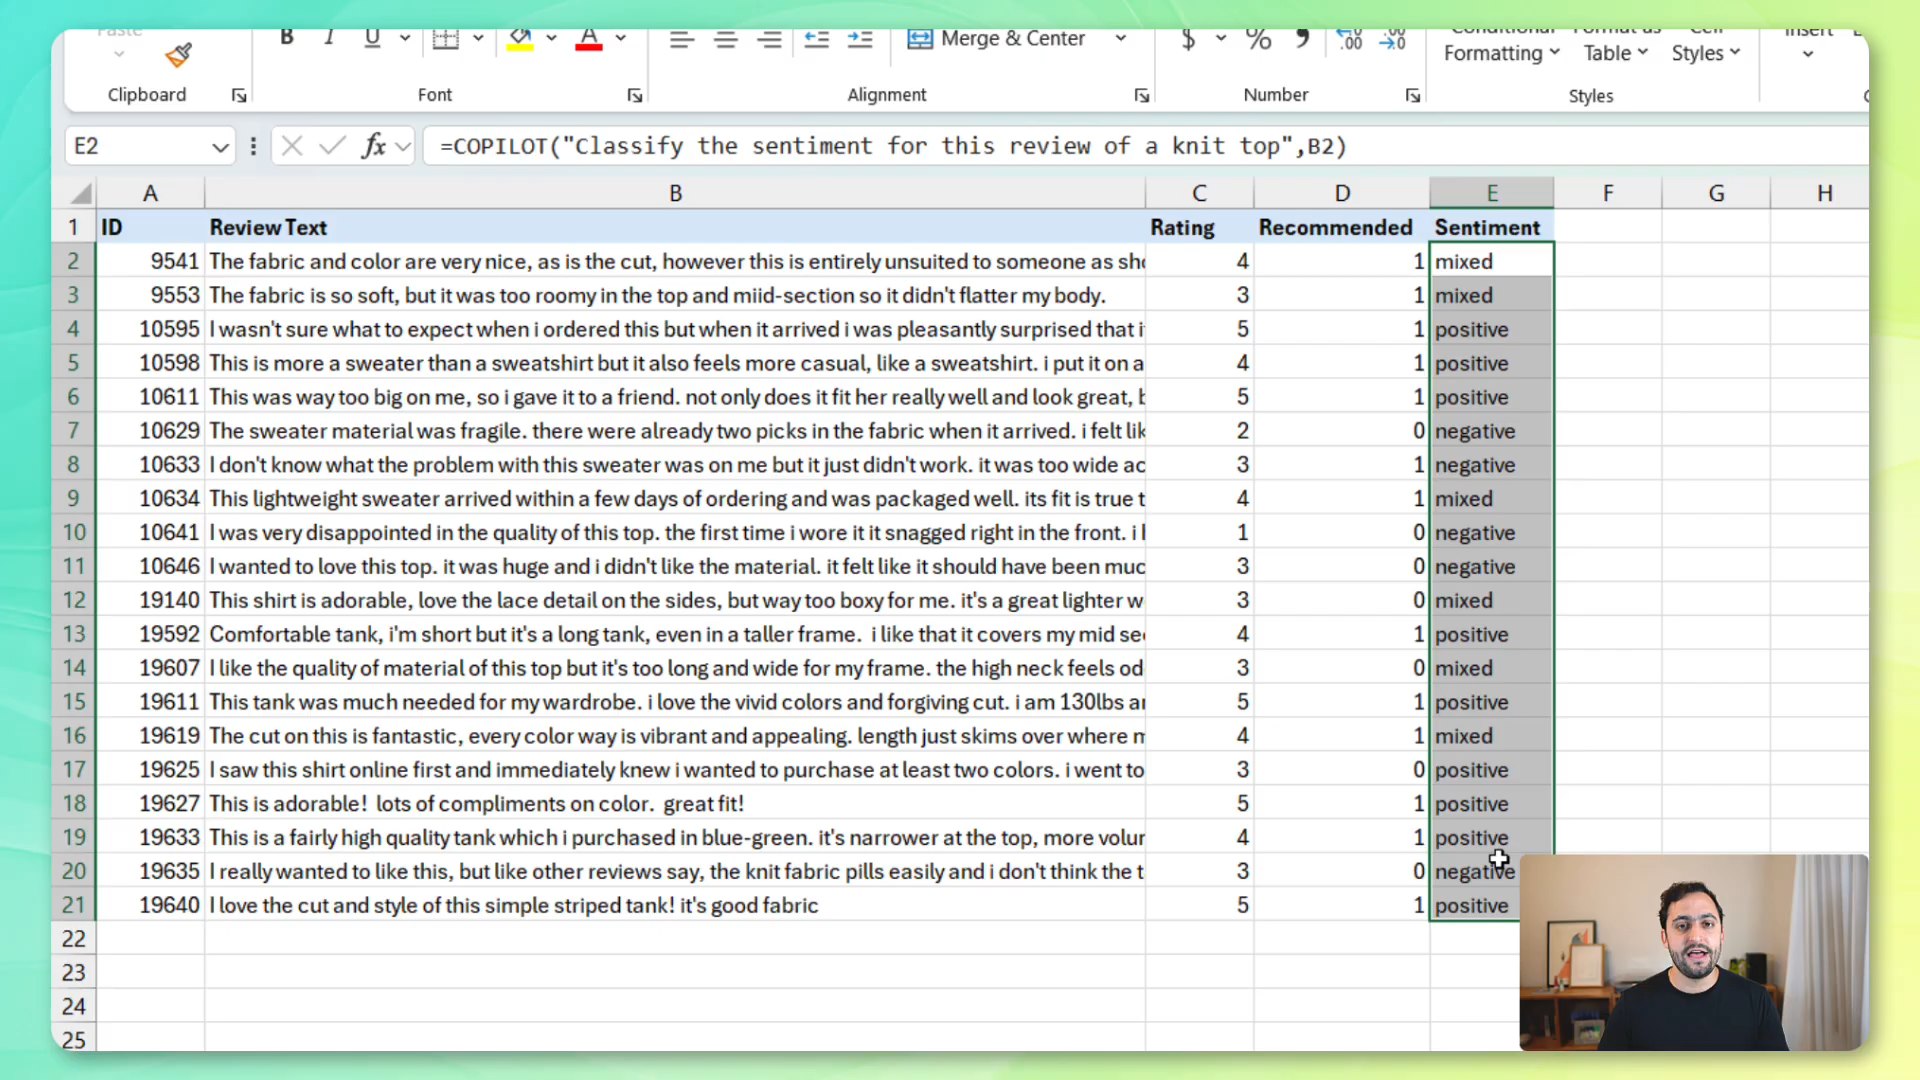 Paste
B I U A Merge & Center $ % 9 .00 .00 Conditional Formatting Format as Table Cell Styles Insert
Clipboard Font Alignment Number Styles
E2 fx =COPILOT("Classify the sentiment for this review of a knit top",B2)
A B C D E F G H
1 ID Review Text Rating Recommended Sentiment
2 9541 The fabric and color are very nice, as is the cut, however this is entirely unsuited to someone as sho 4 1 mixed
3 9553 The fabric is so soft, but it was too roomy in the top and miid-section so it didn't flatter my body. 3 1 mixed
4 10595 I wasn't sure what to expect when i ordered this but when it arrived i was pleasantly surprised that i 5 1 positive
5 10598 This is more a sweater than a sweatshirt but it also feels more casual, like a sweatshirt. i put it on a 4 1 positive
6 10611 This was way too big on me, so i gave it to a friend. not only does it fit her really well and look great, b 5 1 positive
7 10629 The sweater material was fragile. there were already two picks in the fabric when it arrived. i felt lik 2 0 negative
8 10633 I don't know what the problem with this sweater was on me but it just didn't work. it was too wide ac 3 1 negative
9 10634 This lightweight sweater arrived within a few days of ordering and was packaged well. its fit is true t 4 1 mixed
10 10641 I was very disappointed in the quality of this top. the first time i wore it it snagged right in the front. i 1 0 negative
11 10646 I wanted to love this top. it was huge and i didn't like the material. it felt like it should have been muc 3 0 negative
12 19140 This shirt is adorable, love the lace detail on the sides, but way too boxy for me. it's a great lighter w 3 0 mixed
13 19592 Comfortable tank, i'm short but it's a long tank, even in a taller frame. i like that it covers my mid se 4 1 positive
14 19607 I like the quality of material of this top but it's too long and wide for my frame. the high neck feels od 3 0 mixed
15 19611 This tank was much needed for my wardrobe. i love the vivid colors and forgiving cut. i am 130lbs a 5 1 positive
16 19619 The cut on this is fantastic, every color way is vibrant and appealing. length just skims over where m 4 1 mixed
17 19625 I saw this shirt online first and immediately knew i wanted to purchase at least two colors. i went to 3 0 positive
18 19627 This is adorable! lots of compliments on color. great fit! 5 1 positive
19 19633 This is a fairly high quality tank which i purchased in blue-green. it's narrower at the top, more volu 4 1 positive
20 19635 I really wanted to like this, but like other reviews say, the knit fabric pills easily and i don't think the t 3 0 negative
21 19640 I love the cut and style of this simple striped tank! it's good fabric 5 1 positive
22
23
24
25